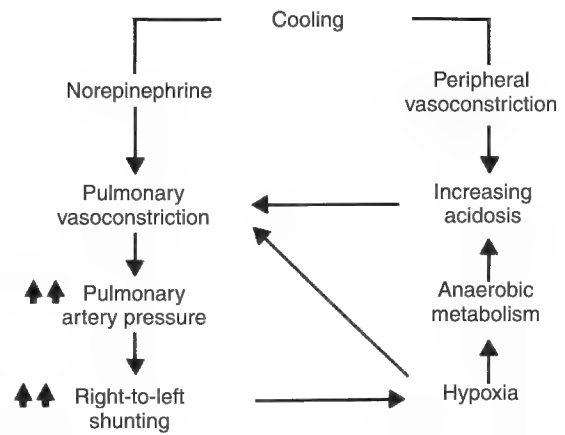 Cooling
Norepinephrine
Peripheral
vasoconstriction
Pulmonary
vasoconstriction
Increasing
acidosis
Pulmonary
artery pressure
Anaerobic
metabolism
Right-to-left
shunting
Hypoxia